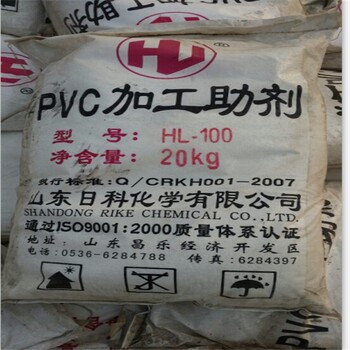 PVC加工助剂
型号: HL-100
净含量: 20kg
执行标准: Q/CRKH001-2007
山东日科化学有限公司
SHANDONG RIKE CHEMICAL CO.,LTD.
通过ISO9001:2000质量体系认证
地址: 山东昌乐经济开发区
电话: 0536-6284788 传真: 6284397